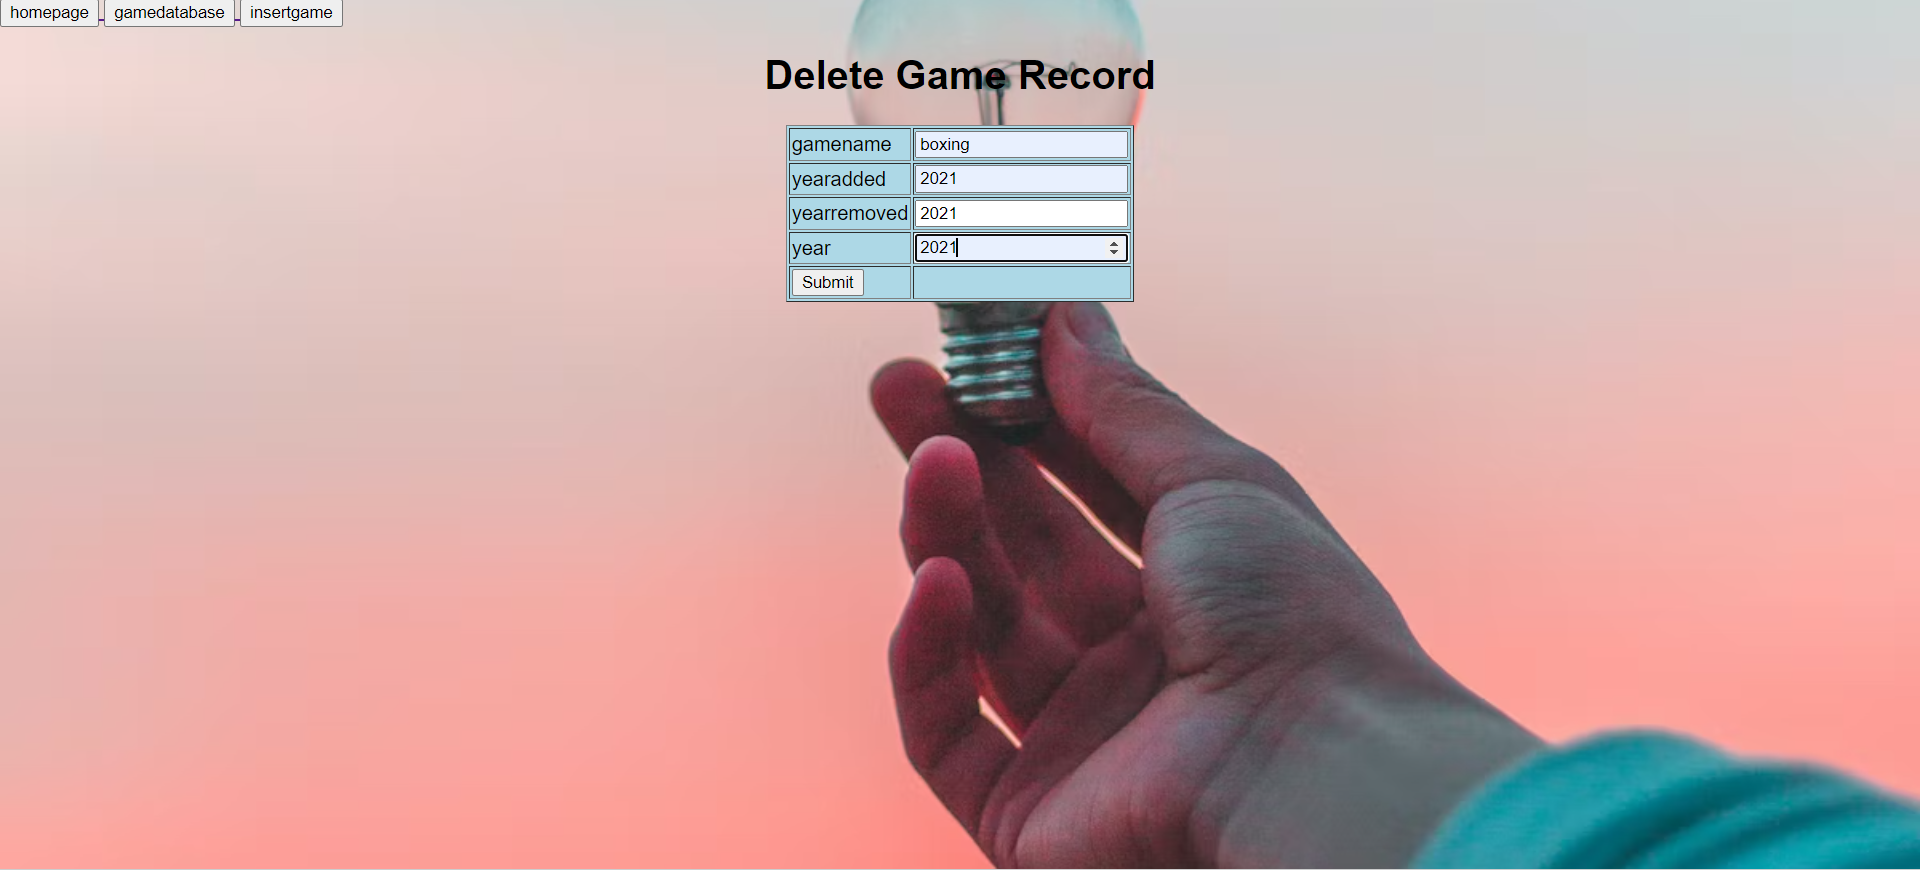 homepage gamedatabase insertgame
Delete Game Record
gamename boxing
yearadded 2021
yearremoved 2021
year 2021
Submit